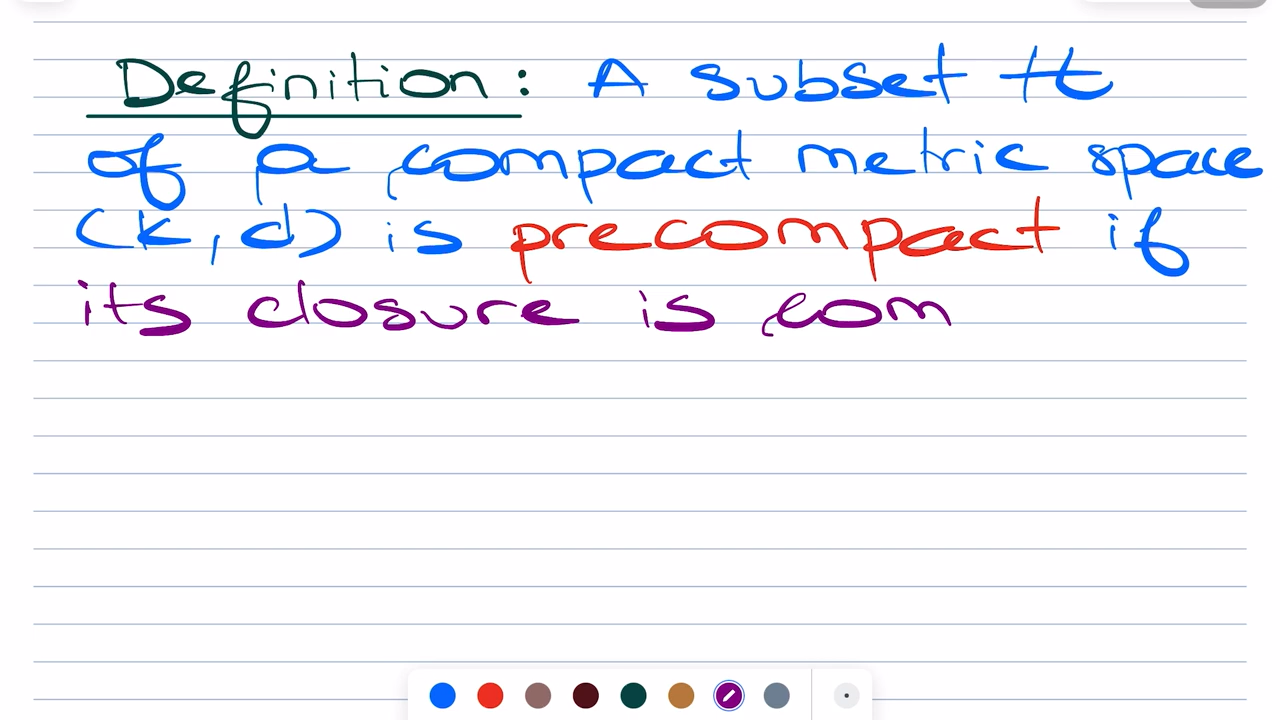 Definition: A subset H
of a compact metric space
(K, d) is precompact if
its closure is com